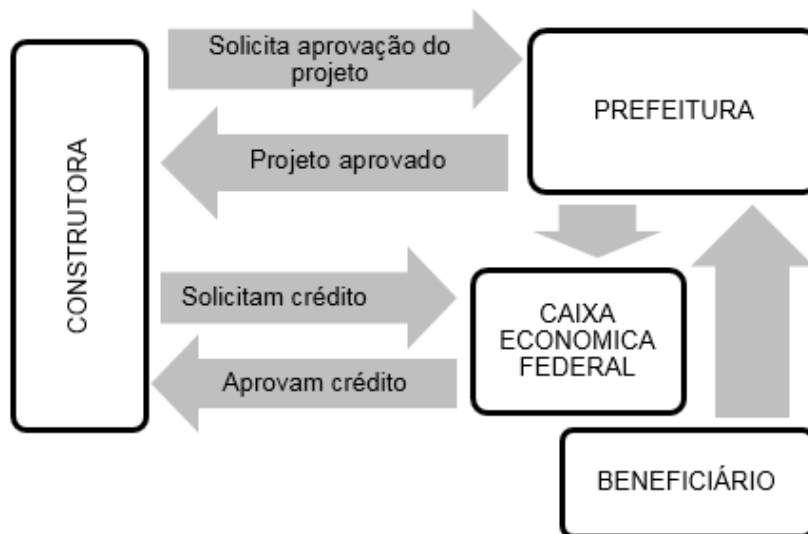 Solicita aprovação do
projeto
PREFEITURA
Projeto aprovado
CONSTRUTORA
Solicitam crédito
CAIXA
ECONOMICA
FEDERAL
Aprovam crédito
BENEFICIÁRIO